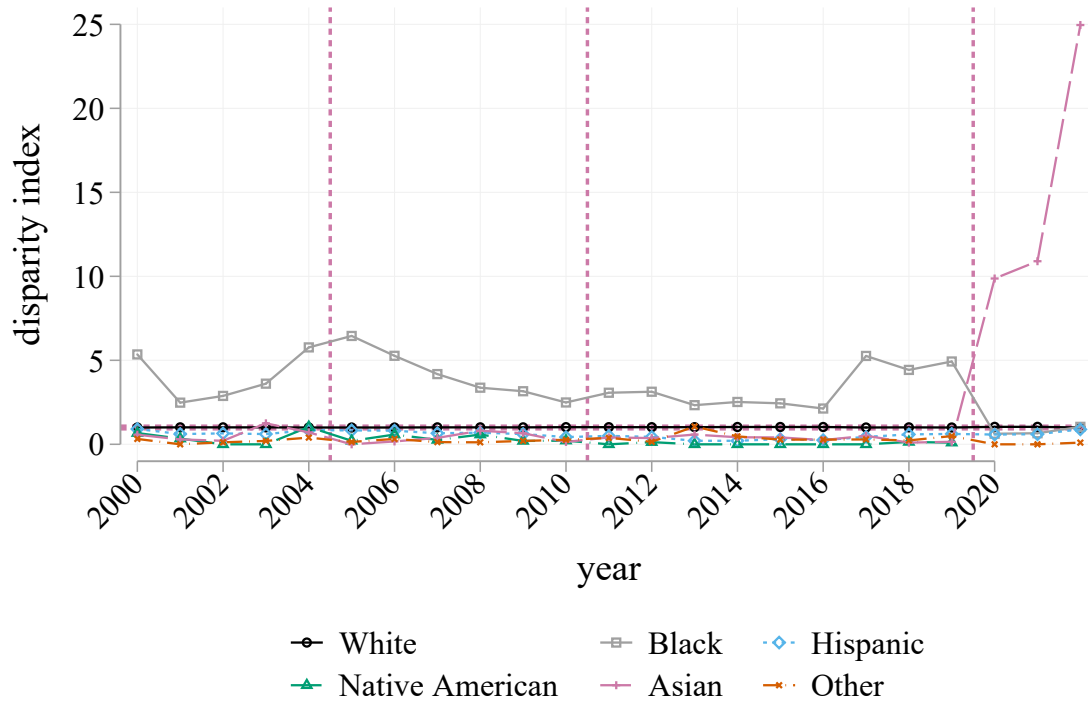 25
20
15
10
5
0
disparity index
2000 2002 2004 2006 2008 2010 2012 2014 2016 2018 2020
year
White Black Hispanic
Native American Asian Other